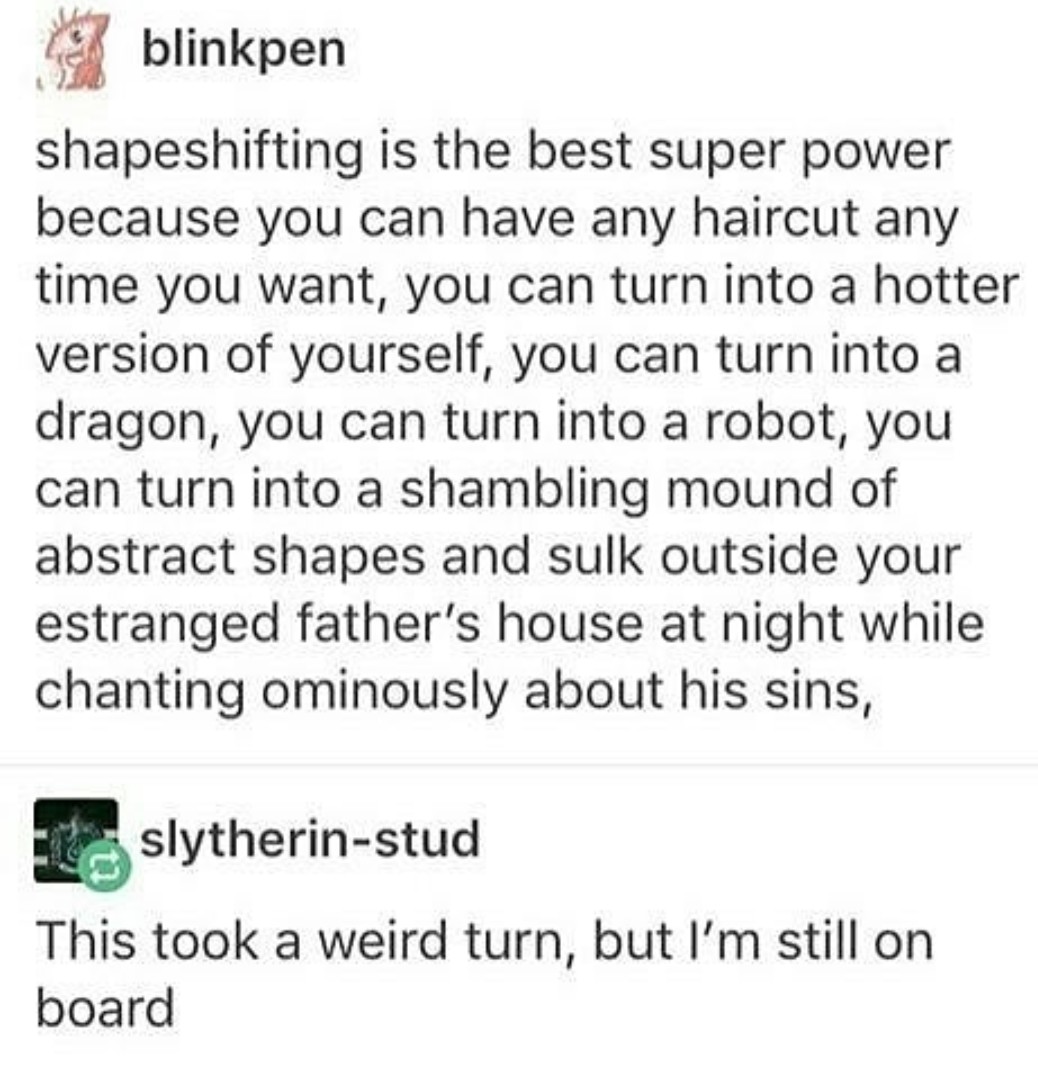 blinkpen
shapeshifting is the best super power
because you can have any haircut any
time you want, you can turn into a hotter
version of yourself, you can turn into a
dragon, you can turn into a robot, you
can turn into a shambling mound of
abstract shapes and sulk outside your
estranged father's house at night while
chanting ominously about his sins,
slytherin-stud
This took a weird turn, but I'm still on
board